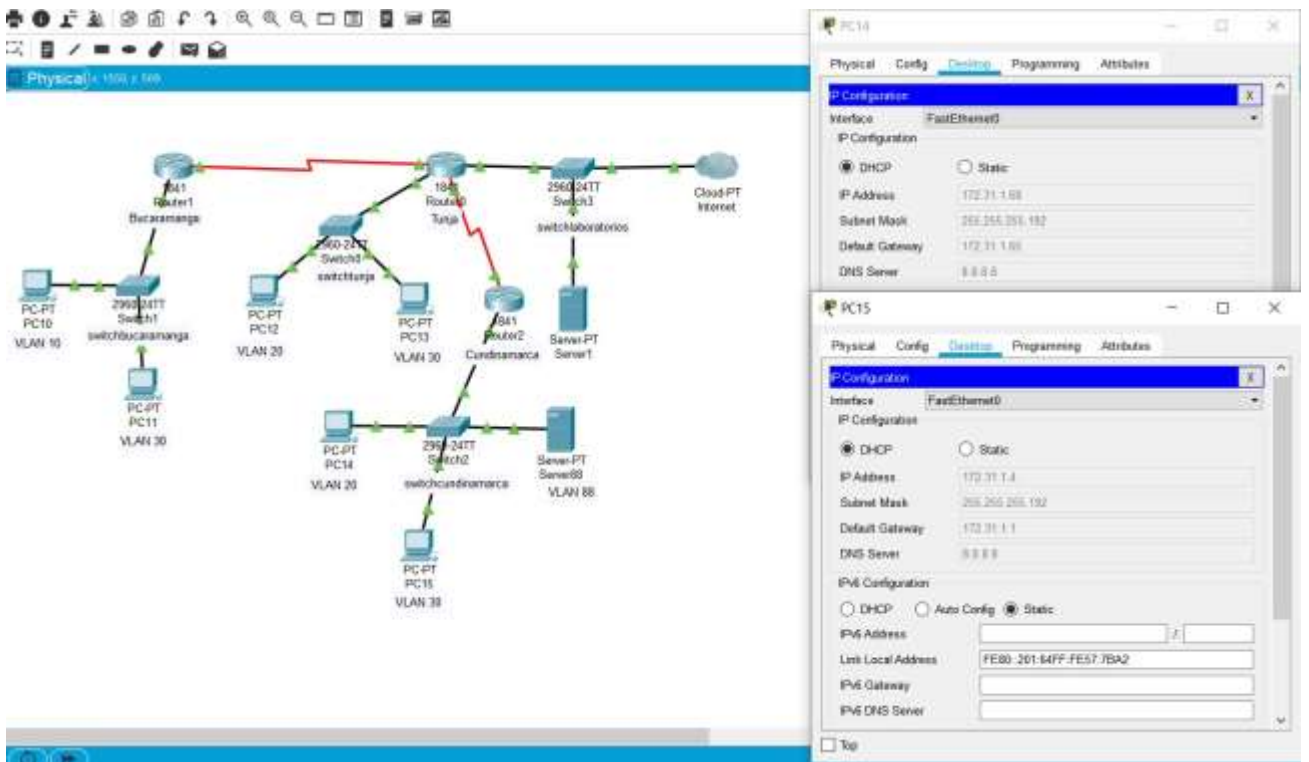 Physical
1841
Router1
Bucaramanga
1841
Router0
Tunja
2960-24TT
Switch3
switchlaboratorios
Cloud-PT
Internet
2960-24TT
Switch0
switchtunja
PC-PT
PC10
VLAN 10
2960-24TT
Switch1
switchbucaramanga
PC-PT
PC11
VLAN 30
PC-PT
PC12
VLAN 20
PC-PT
PC13
VLAN 30
1841
Router2
Cundinamarca
Server-PT
Server1
PC-PT
PC14
VLAN 20
2960-24TT
Switch2
switchcundinamarca
Server-PT
Server88
VLAN 88
PC-PT
PC15
VLAN 30
PC14
Physical Config Desktop Programming Attributes
IP Configuration X
Interface FastEthernet0
IP Configuration
DHCP Static
IP Address
Subnet Mask 255.255.255.192
Default Gateway
DNS Server 8.8.8.8
PC15
Physical Config Desktop Programming Attributes
IP Configuration X
Interface FastEthernet0
IP Configuration
DHCP Static
IP Address 172.31.1.4
Subnet Mask 255.255.255.192
Default Gateway 172.31.1.1
DNS Server 8.8.8.8
IPv6 Configuration
DHCP Auto Config Static
IPv6 Address /
Link Local Address FE80::201:64FF:FE57:7BA2
IPv6 Gateway
IPv6 DNS Server
Top